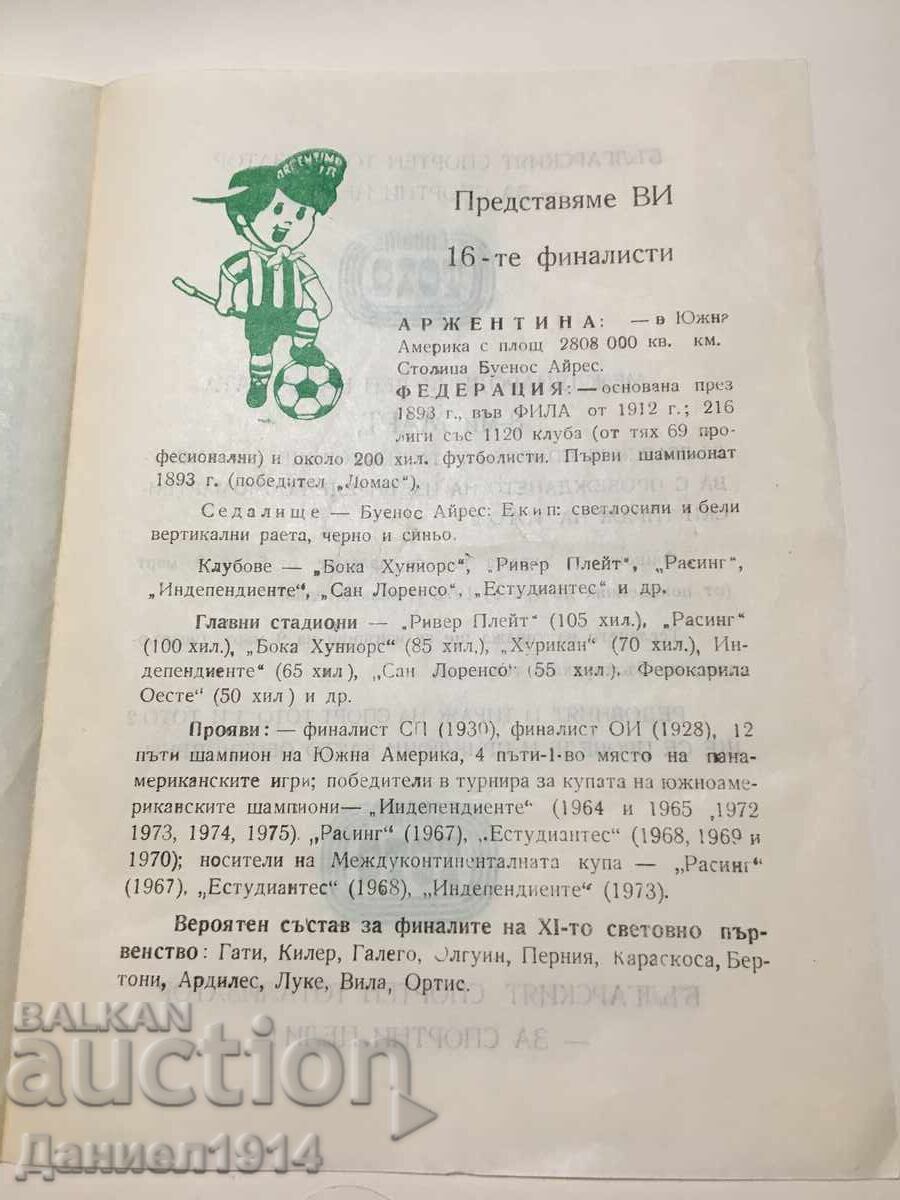 ARGENTINA
78
Представяме ВИ
16-те финалисти
АРЖЕНТИНА: — в Южна
Америка с площ 2808 000 кв. км.
Столица Буенос Айрес.
ФЕДЕРАЦИЯ: — основана през
1893 г., във ФИЛА от 1912 г.; 216
лиги със 1120 клуба (от тях 69 про-
фесионални) и около 200 хил. футболисти. Първи шампионат
1893 г. (победител „Ломас“).
Седалище — Буенос Айрес: Екип: светлосипи и бели
вертикални раета, черно и синьо.
Клубове — „Бока Хуниорс“, „Ривер Плейт“, „Расинг“,
„Индепендиенте“, „Сан Лоренсо“, „Естудиантес“ и др.
Главни стадиони — „Ривер Плейт“ (105 хил.), „Расинг“
(100 хил.), „Бока Хуниорс“ (85 хил,), „Хурикан“ (70 хил.), Ин-
депендиенте“ (65 хил), „Сан Лоренсо“ (55 хил.). Ферокарила
Оесте“ (50 хил) и др.
Прояви: — финалист СП (1930), финалист ОИ (1928), 12
пъти шампион на Южна Америка, 4 пъти-1-во място на пана-
мериканските игри; победители в турнира за купата на южноаме-
риканските шампиони— „Индепендиенте“ (1964 и 1965 ,1972
1973, 1974, 1975). „Расинг“ (1967), „Естудиантес“ (1968, 1969 и
1970); носители на Междуконтиненталната купа — „Расинг“
(1967), „Естудиантес“ (1968), „Индепендиенте“ (1973).
Вероятен състав за финалите на XI-то световно пър-
венство: Гати, Килер, Галего, Олгуин, Перния, Караскоса, Бер-
тони, Ардилес, Луке, Вила, Ортис.
BALKAN
auction
Даниел1914